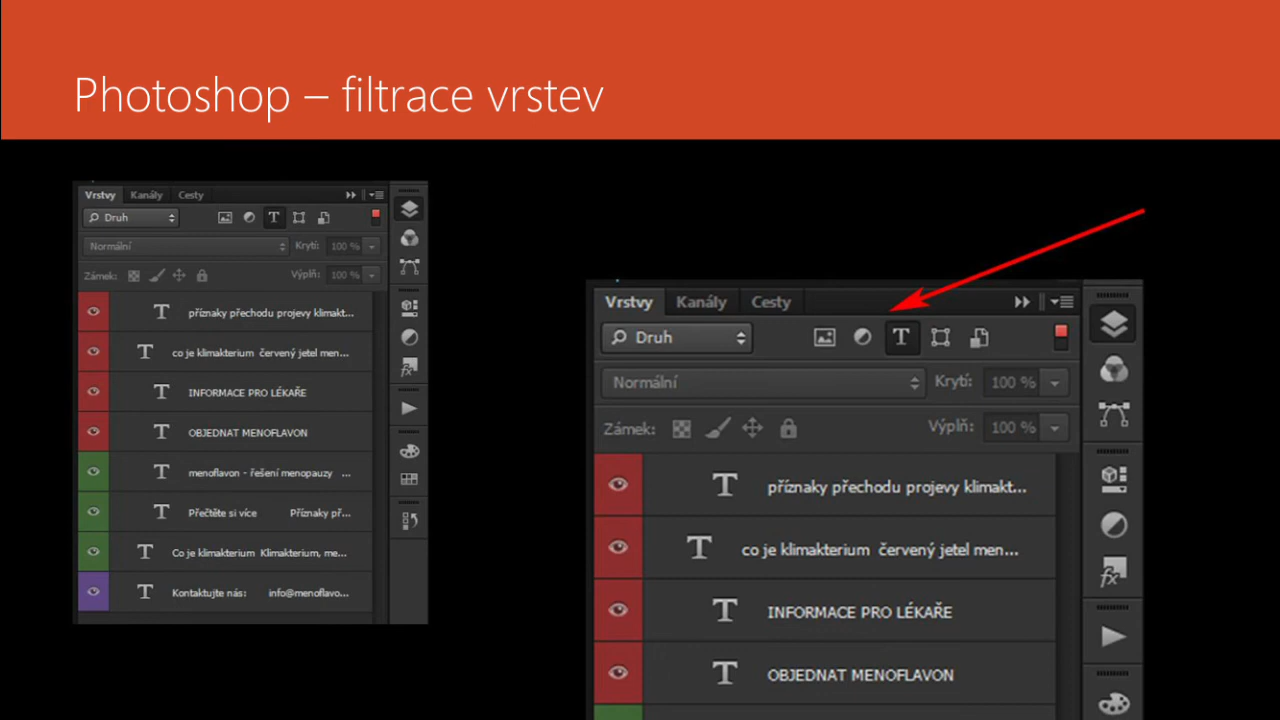 Photoshop – filtrace vrstev
Vrstvy Kanály Cesty
Druh T
Normální Krytí: 100 %
Zámek: Výplň: 100 %
T příznaky přechodu projevy klimakt...
T co je klimakterium červený jetel men...
T INFORMACE PRO LÉKAŘE
T OBJEDNAT MENOFLAVON
T menoflavon - řešení menopauzy ...
T Přečtěte si více Příznaky př...
T Co je klimakterium Klimakterium, me...
T Kontaktujte nás: info@menoflavo...
fx
Vrstvy Kanály Cesty
Druh T
Normální Krytí: 100 %
Zámek: Výplň: 100 %
T příznaky přechodu projevy klimakt...
T co je klimakterium červený jetel men...
T INFORMACE PRO LÉKAŘE
T OBJEDNAT MENOFLAVON
fx